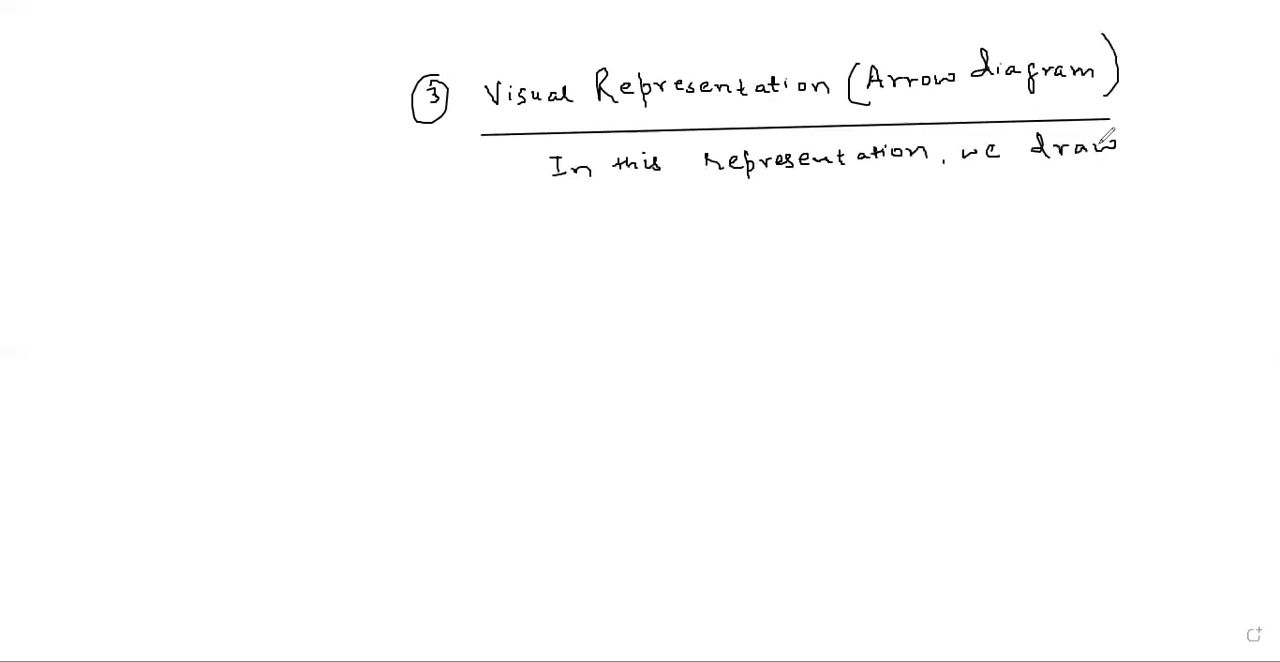 ③ Visual Representation (Arrow diagram)
In this representation, we draw